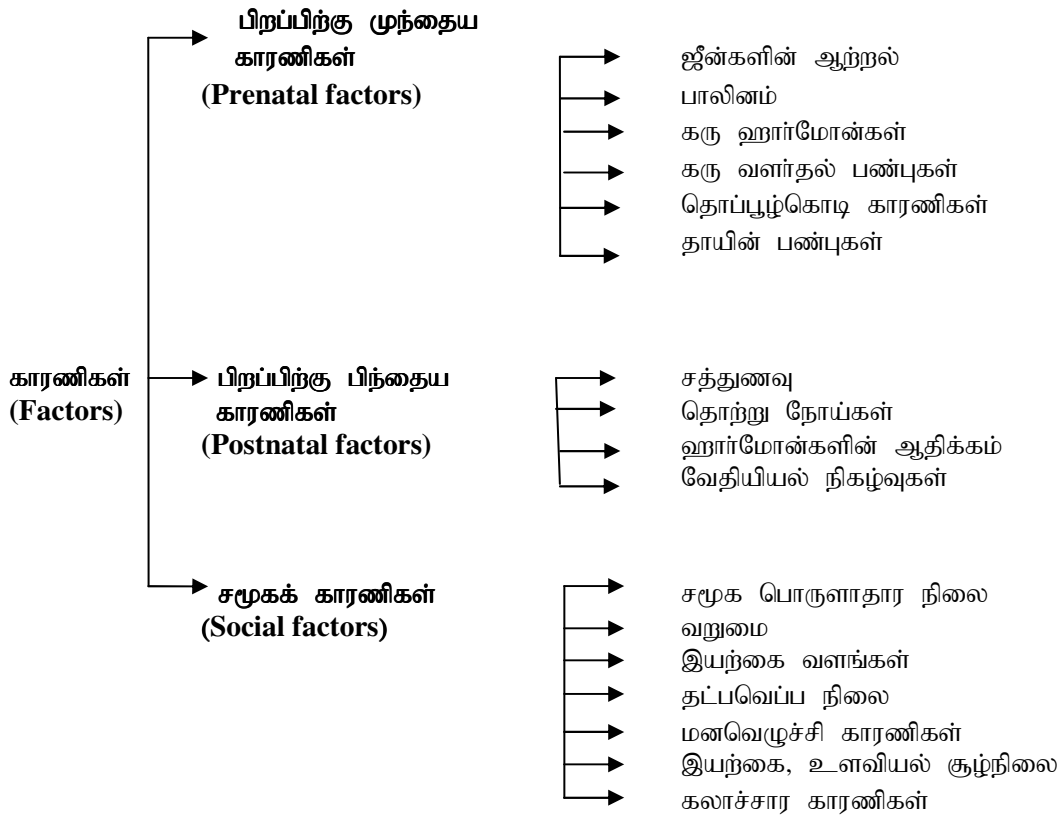 பிறப்பிற்கு முந்தைய
காரணிகள்
(Prenatal factors)
ஜீன்களின் ஆற்றல்
பாலினம்
கரு ஹார்மோன்கள்
கரு வளர்தல் பண்புகள்
தொப்பூழ்கொடி காரணிகள்
தாயின் பண்புகள்
காரணிகள்
(Factors)
பிறப்பிற்கு பிந்தைய
காரணிகள்
(Postnatal factors)
சத்துணவு
தொற்று நோய்கள்
ஹார்மோன்களின் ஆதிக்கம்
வேதியியல் நிகழ்வுகள்
சமூகக் காரணிகள்
(Social factors)
சமூக பொருளாதார நிலை
வறுமை
இயற்கை வளங்கள்
தட்பவெப்ப நிலை
மனவெழுச்சி காரணிகள்
இயற்கை, உளவியல் சூழ்நிலை
கலாச்சார காரணிகள்